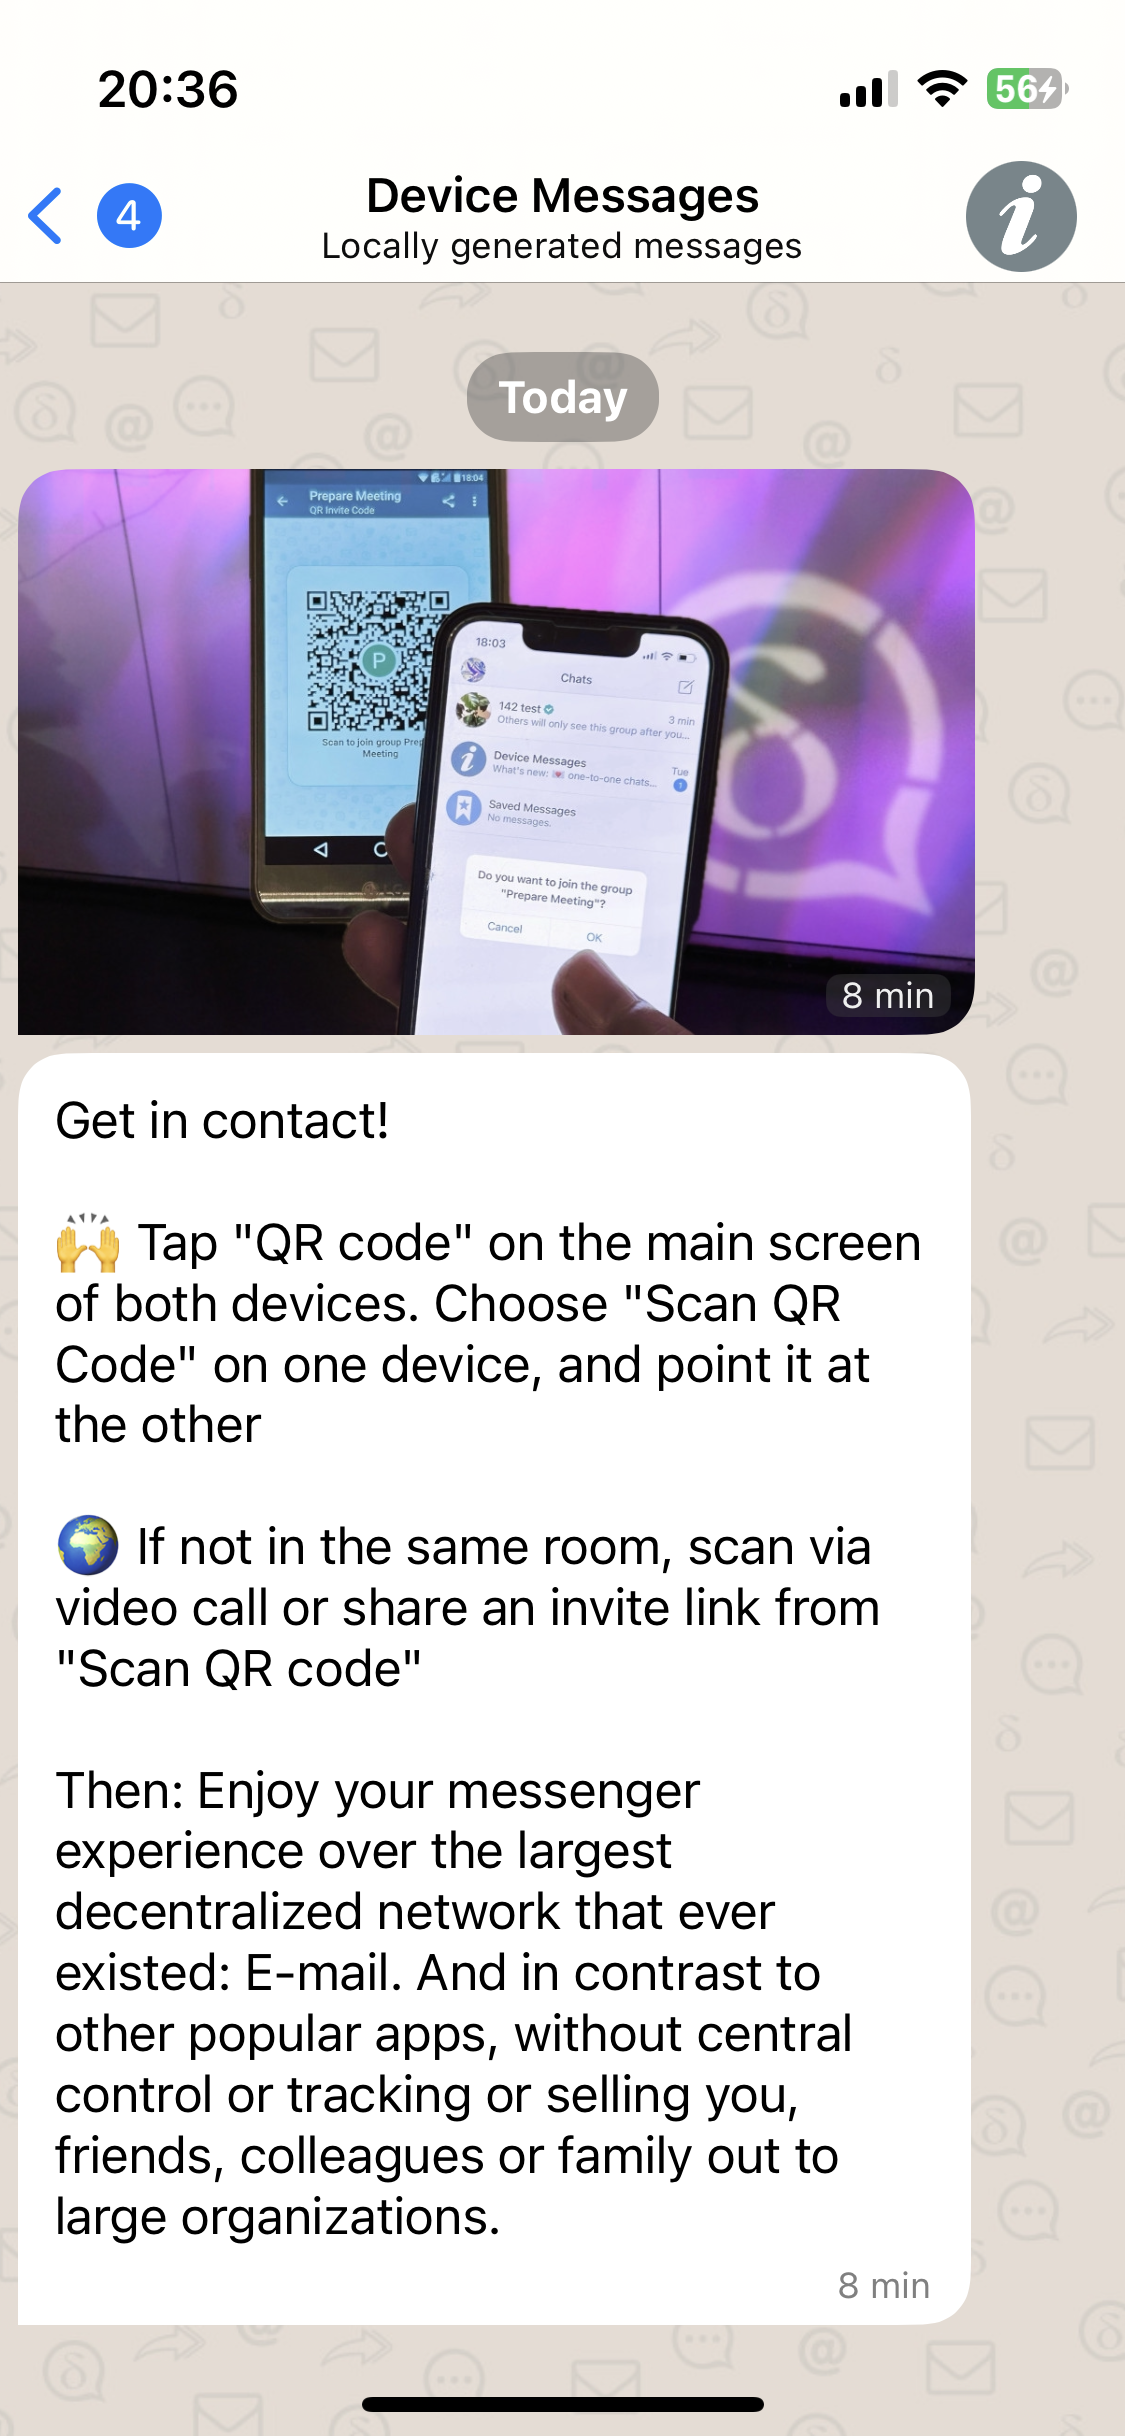 20:36
56
4
Device Messages
Locally generated messages
Today
18:04
Prepare Meeting
QR Invite Code
P
Scan to join group Prep
Meeting
LG
18:03
Chats
142 test
3 min
Others will only see this group after you...
Device Messages
Tue
What's new: 💌 one-to-one chats...
1
Saved Messages
No messages.
Do you want to join the group
"Prepare Meeting"?
Cancel
OK
8 min
Get in contact!
🙌 Tap "QR code" on the main screen
of both devices. Choose "Scan QR
Code" on one device, and point it at
the other
🌍 If not in the same room, scan via
video call or share an invite link from
"Scan QR code"
Then: Enjoy your messenger
experience over the largest
decentralized network that ever
existed: E-mail. And in contrast to
other popular apps, without central
control or tracking or selling you,
friends, colleagues or family out to
large organizations.
8 min